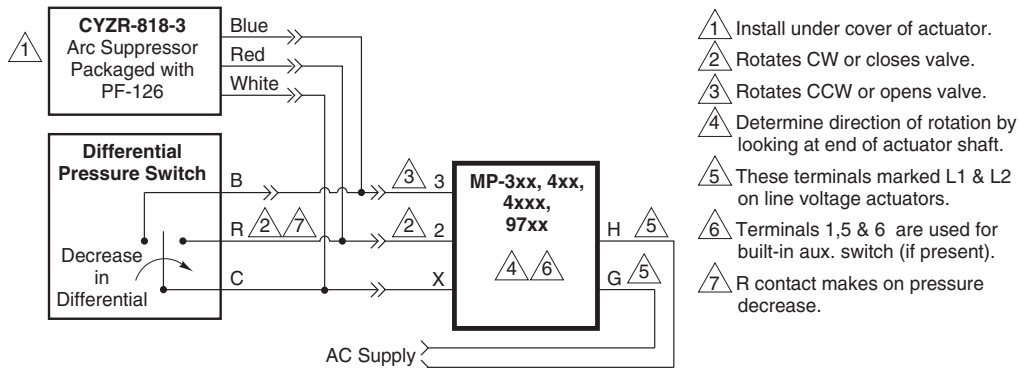 CYZR-818-3
Arc Suppressor
Packaged with
PF-126
1
Blue
Red
White
Differential
Pressure Switch
B
R
C
2 7
Decrease
in
Differential
3 3
2 2
X
MP-3xx, 4xx,
4xxx,
97xx
4 6
H 5
G 5
AC Supply
1 Install under cover of actuator.
2 Rotates CW or closes valve.
3 Rotates CCW or opens valve.
4 Determine direction of rotation by
looking at end of actuator shaft.
5 These terminals marked L1 & L2
on line voltage actuators.
6 Terminals 1,5 & 6 are used for
built-in aux. switch (if present).
7 R contact makes on pressure
decrease.